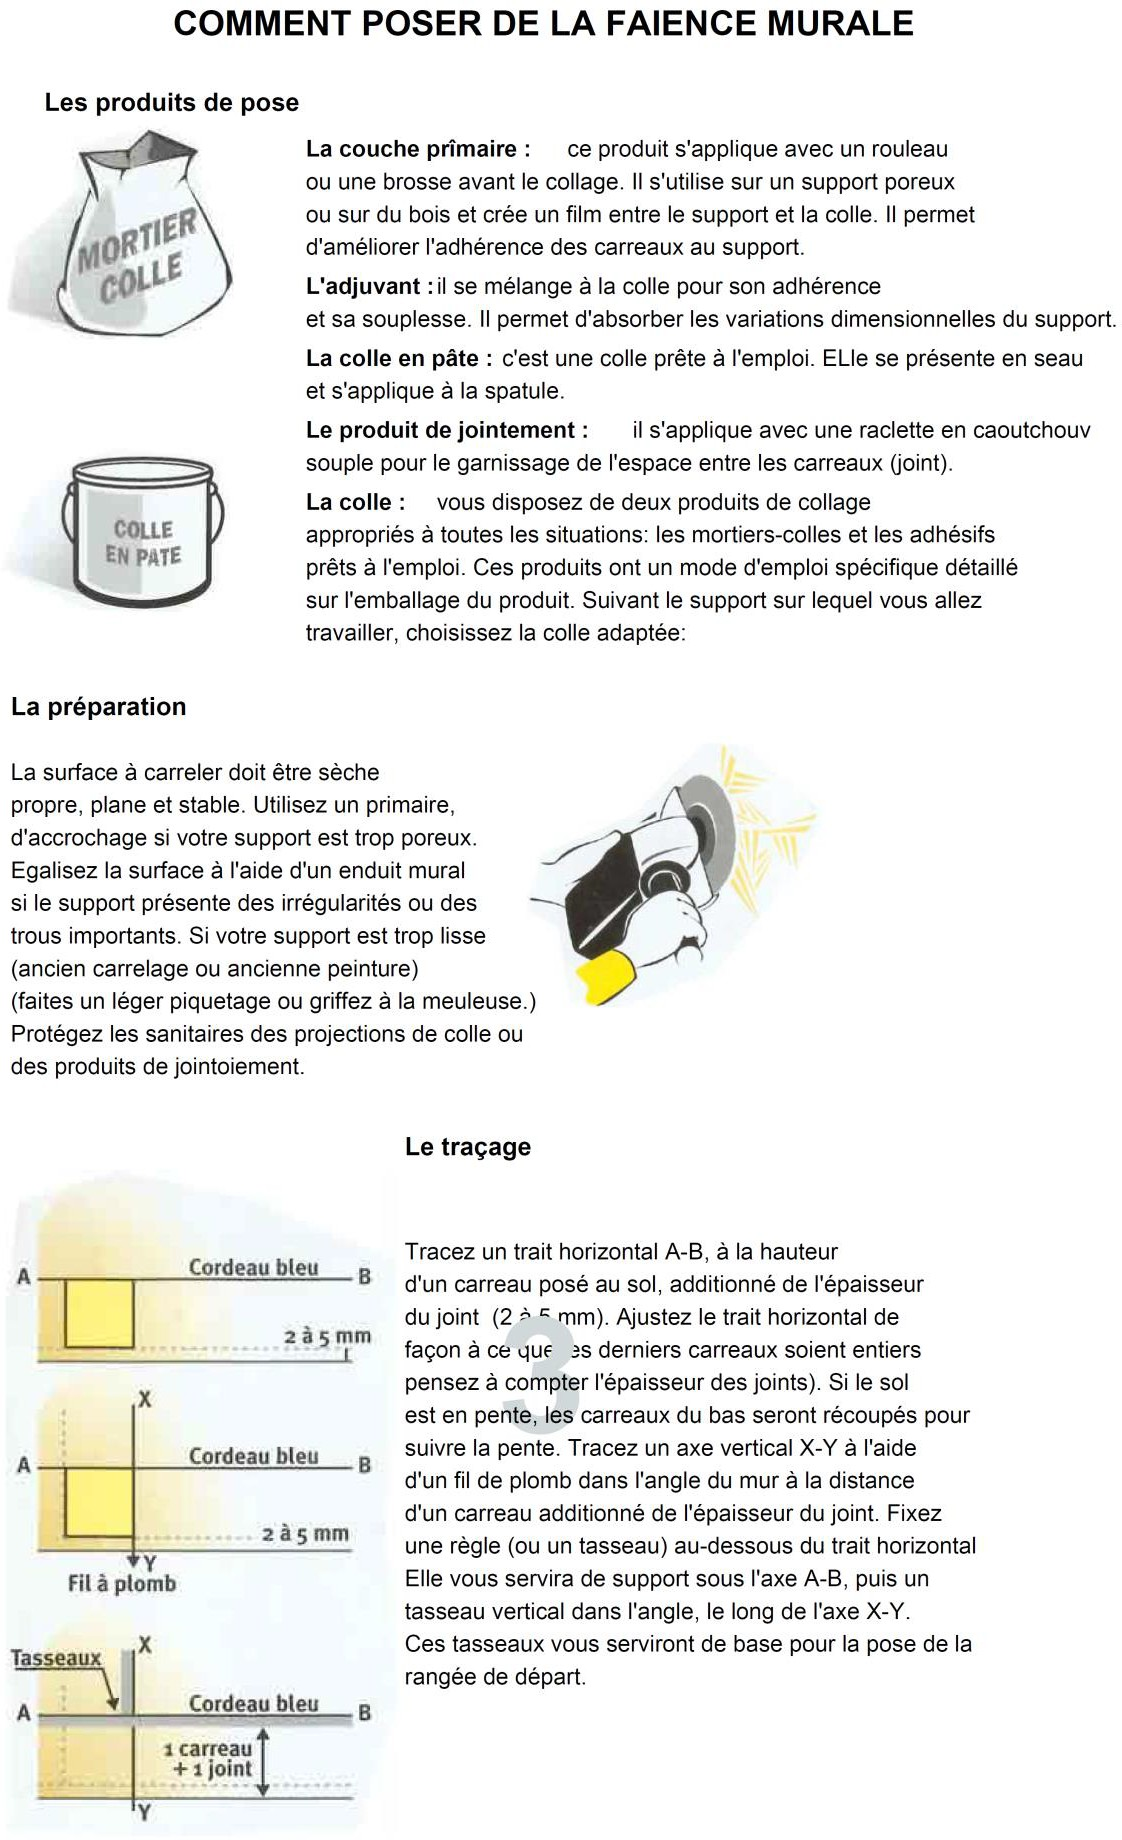 COMMENT POSER DE LA FAIENCE MURALE
Les produits de pose
MORTIER
COLLE
La couche prîmaire : ce produit s'applique avec un rouleau
ou une brosse avant le collage. Il s'utilise sur un support poreux
ou sur du bois et crée un film entre le support et la colle. Il permet
d'améliorer l'adhérence des carreaux au support.
L'adjuvant : il se mélange à la colle pour son adhérence
et sa souplesse. Il permet d'absorber les variations dimensionnelles du support.
La colle en pâte : c'est une colle prête à l'emploi. ELle se présente en seau
et s'applique à la spatule.
Le produit de jointement : il s'applique avec une raclette en caoutchouv
souple pour le garnissage de l'espace entre les carreaux (joint).
COLLE
EN PATE
La colle : vous disposez de deux produits de collage
appropriés à toutes les situations: les mortiers-colles et les adhésifs
prêts à l'emploi. Ces produits ont un mode d'emploi spécifique détaillé
sur l'emballage du produit. Suivant le support sur lequel vous allez
travailler, choisissez la colle adaptée:
La préparation
La surface à carreler doit être sèche
propre, plane et stable. Utilisez un primaire,
d'accrochage si votre support est trop poreux.
Egalisez la surface à l'aide d'un enduit mural
si le support présente des irrégularités ou des
trous importants. Si votre support est trop lisse
(ancien carrelage ou ancienne peinture)
(faites un léger piquetage ou griffez à la meuleuse.)
Protégez les sanitaires des projections de colle ou
des produits de jointoiement.
Le traçage
Tracez un trait horizontal A-B, à la hauteur
d'un carreau posé au sol, additionné de l'épaisseur
du joint (2 à 5 mm). Ajustez le trait horizontal de
façon à ce que les derniers carreaux soient entiers
pensez à compter l'épaisseur des joints). Si le sol
est en pente, les carreaux du bas seront récoupés pour
suivre la pente. Tracez un axe vertical X-Y à l'aide
d'un fil de plomb dans l'angle du mur à la distance
d'un carreau additionné de l'épaisseur du joint. Fixez
une règle (ou un tasseau) au-dessous du trait horizontal
Elle vous servira de support sous l'axe A-B, puis un
tasseau vertical dans l'angle, le long de l'axe X-Y.
Ces tasseaux vous serviront de base pour la pose de la
rangée de départ.
3
A Cordeau bleu B
2 à 5 mm
X
A Cordeau bleu B
2 à 5 mm
Y
Fil à plomb
X
Tasseaux
A Cordeau bleu B
1 carreau
+ 1 joint
Y